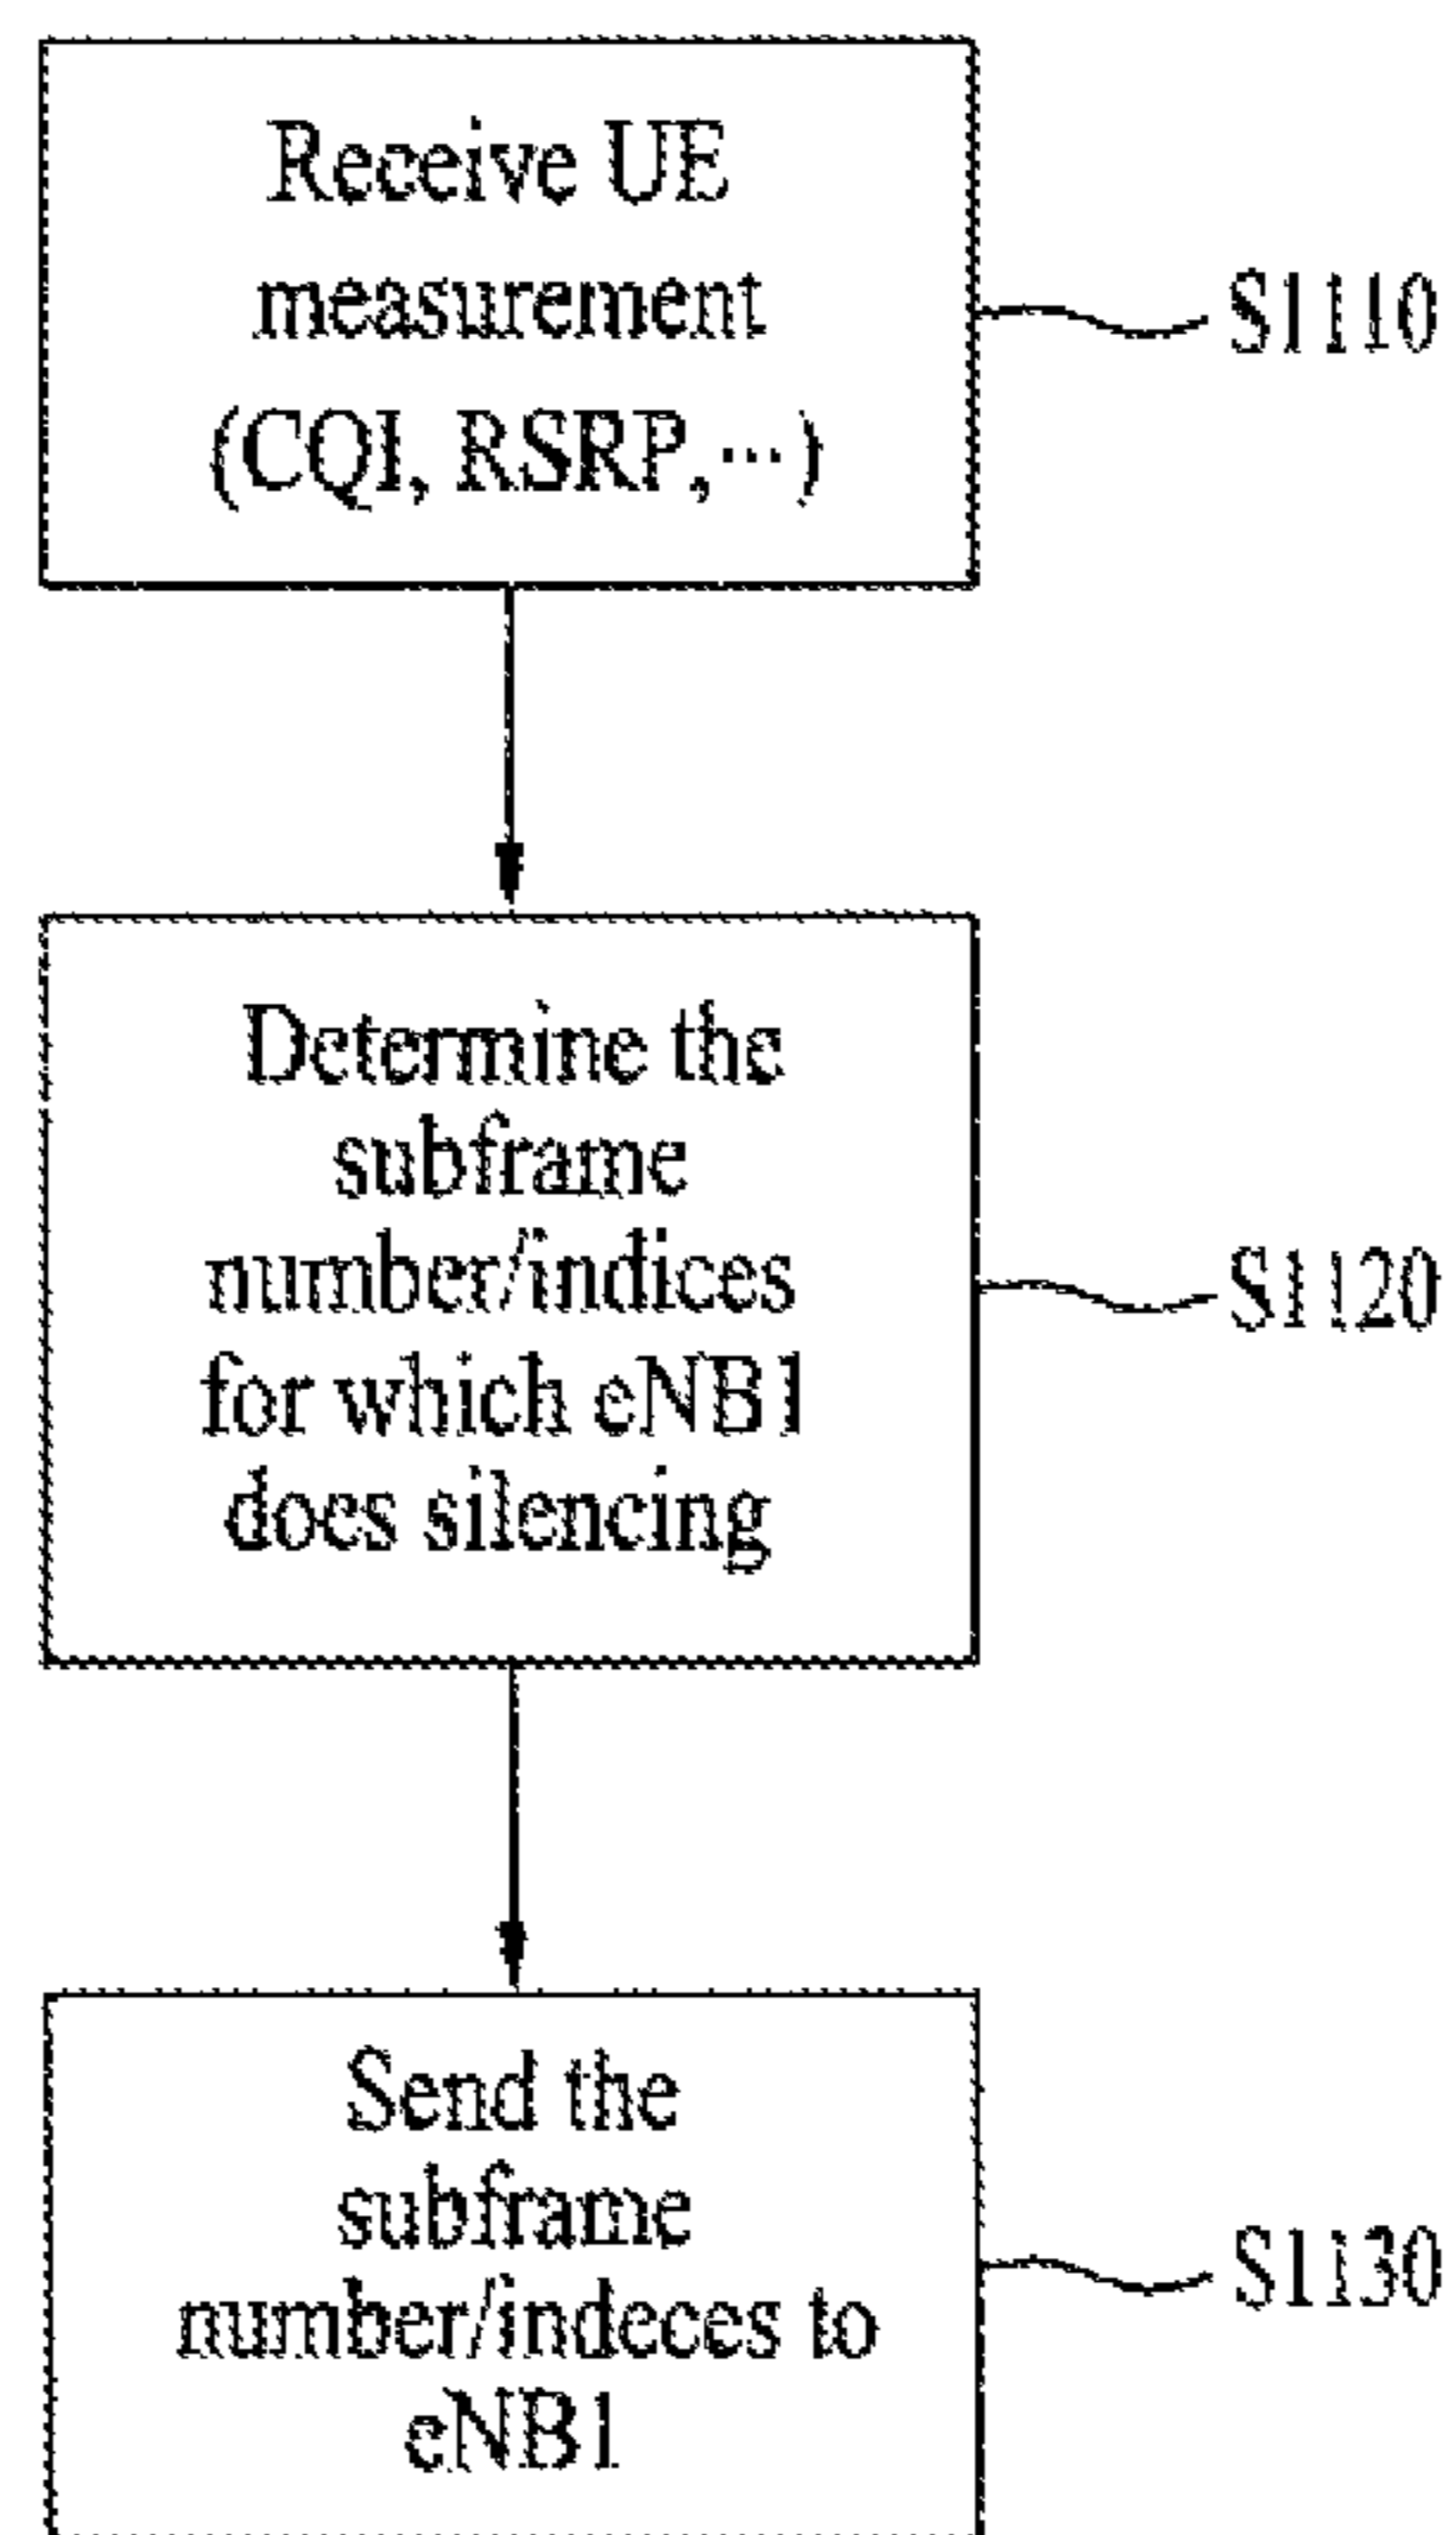 Receive UE
measurement
(CQI, RSRP,···)
S1110
Determine the
subframe
number/indices
for which eNB1
does silencing
S1120
Send the
subframe
number/indeces to
eNB1
S1130